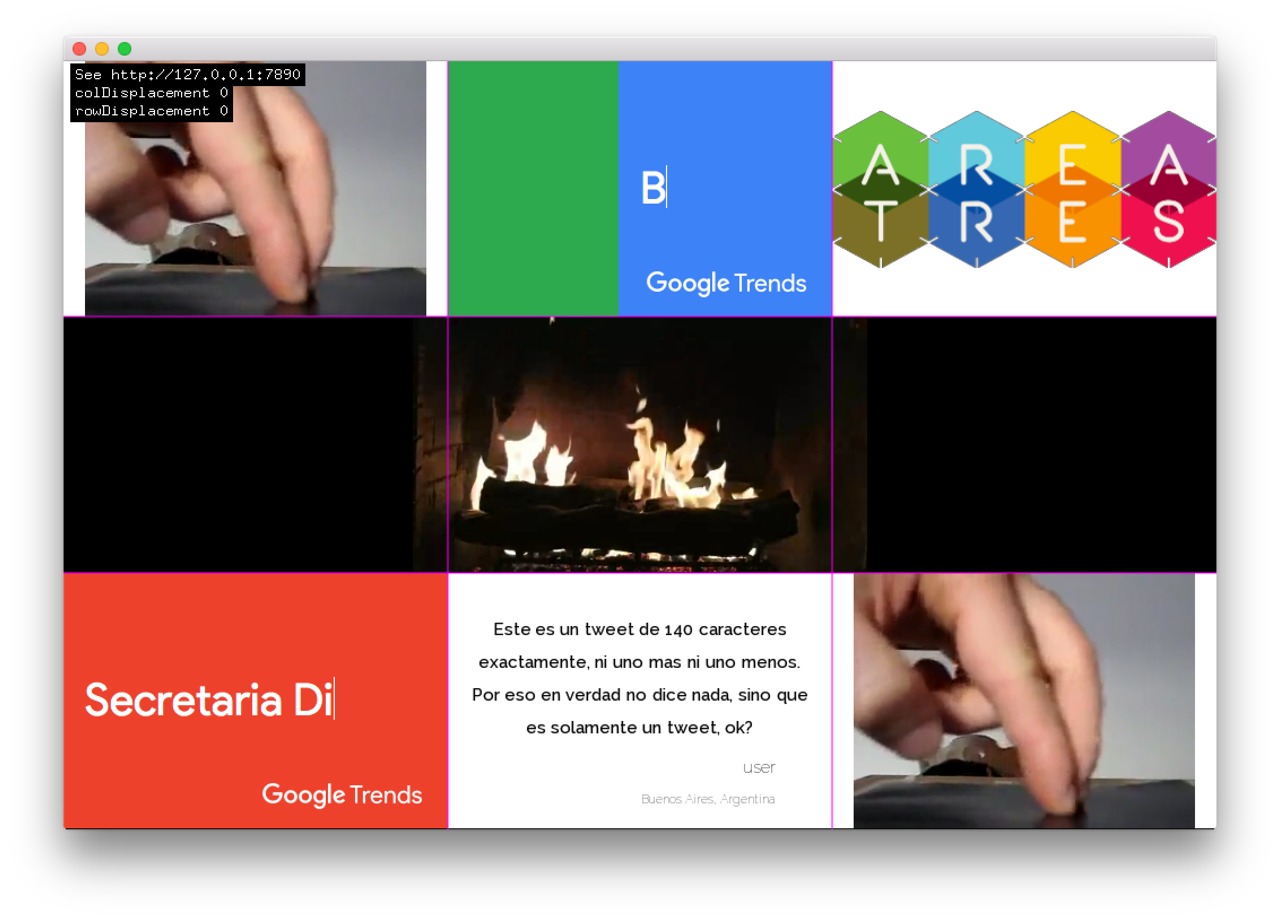 See http://127.0.0.1:7890
colDisplacement 0
rowDisplacement 0
B
Google Trends
A R E A
T R E S
Secretaria Di
Google Trends
Este es un tweet de 140 caracteres
exactamente, ni uno mas ni uno menos.
Por eso en verdad no dice nada, sino que
es solamente un tweet, ok?
user
Buenos Aires, Argentina